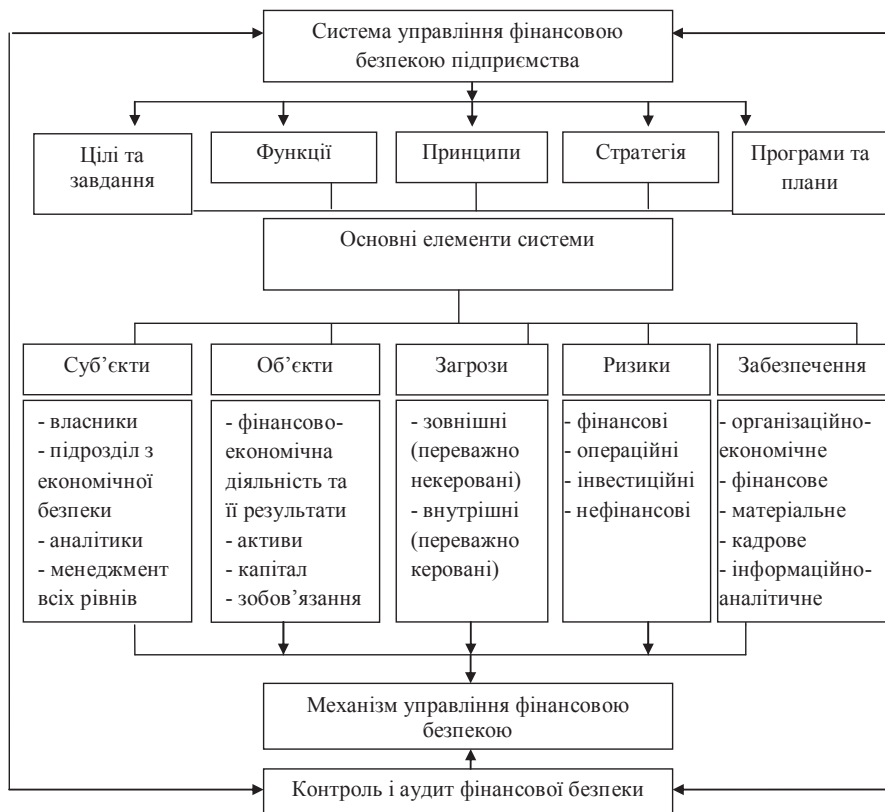 Система управління фінансовою
безпекою підприємства
Цілі та
завдання
Функції
Принципи
Стратегія
Програми та
плани
Основні елементи системи
Суб’єкти
- власники
- підрозділ з
економічної
безпеки
- аналітики
- менеджмент
всіх рівнів
Об’єкти
- фінансово-
економічна
діяльність та
її результати
- активи
- капітал
- зобов’язання
Загрози
- зовнішні
(переважно
некеровані)
- внутрішні
(переважно
керовані)
Ризики
- фінансові
- операційні
- інвестиційні
- нефінансові
Забезпечення
- організаційно-
економічне
- фінансове
- матеріальне
- кадрове
- інформаційно-
аналітичне
Механізм управління фінансовою
безпекою
Контроль і аудит фінансової безпеки